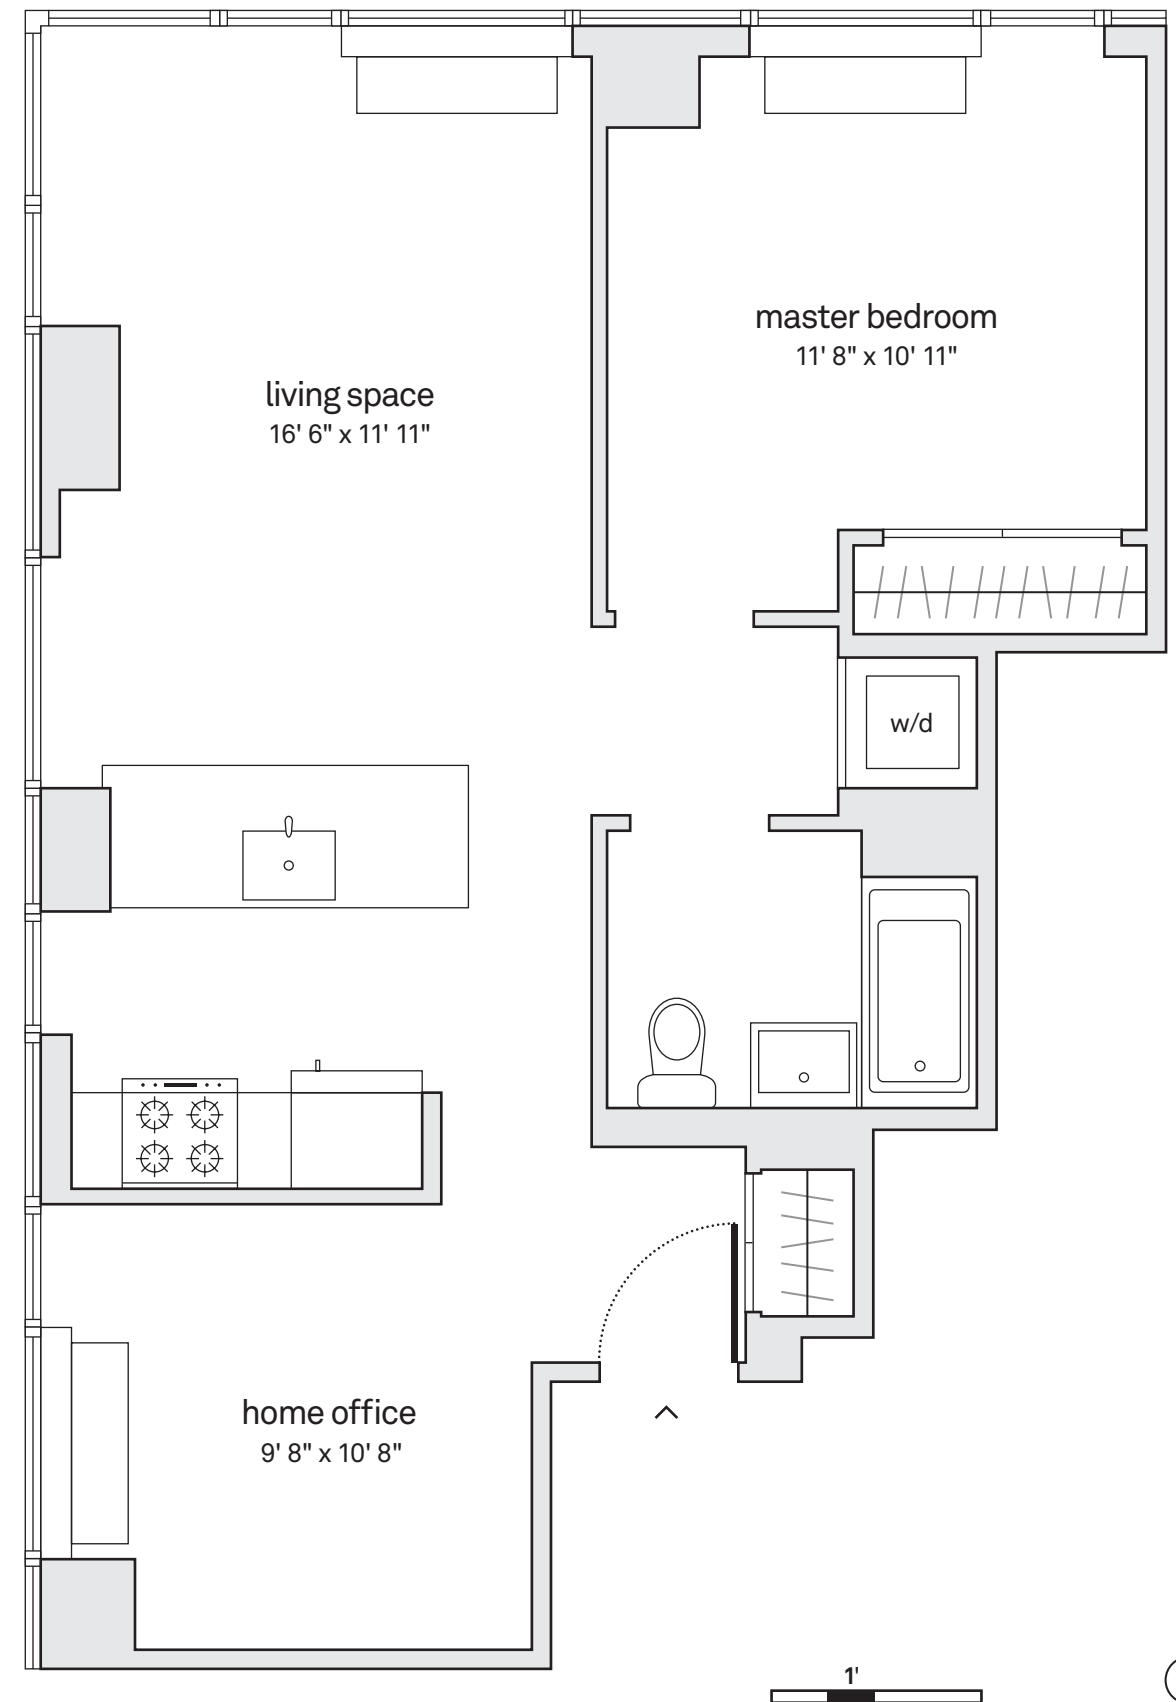 master bedroom
11' 8" x 10' 11"
living space
16' 6" x 11' 11"
w/d
home office
9' 8" x 10' 8"
1'